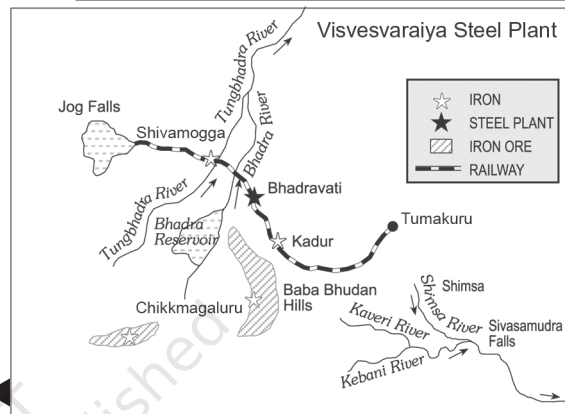 Visvesvaraiya Steel Plant
IRON
STEEL PLANT
IRON ORE
RAILWAY
Jog Falls
Shivamogga
Tungbhadra River
Bhadra River
Bhadravati
Tungbhadra River
Bhadra
Reservoir
Kadur
Tumakuru
Chikkmagaluru
Baba Bhudan
Hills
Shimsa
Shimsa River
Kaveri River
Sivasamudra
Falls
Kebani River